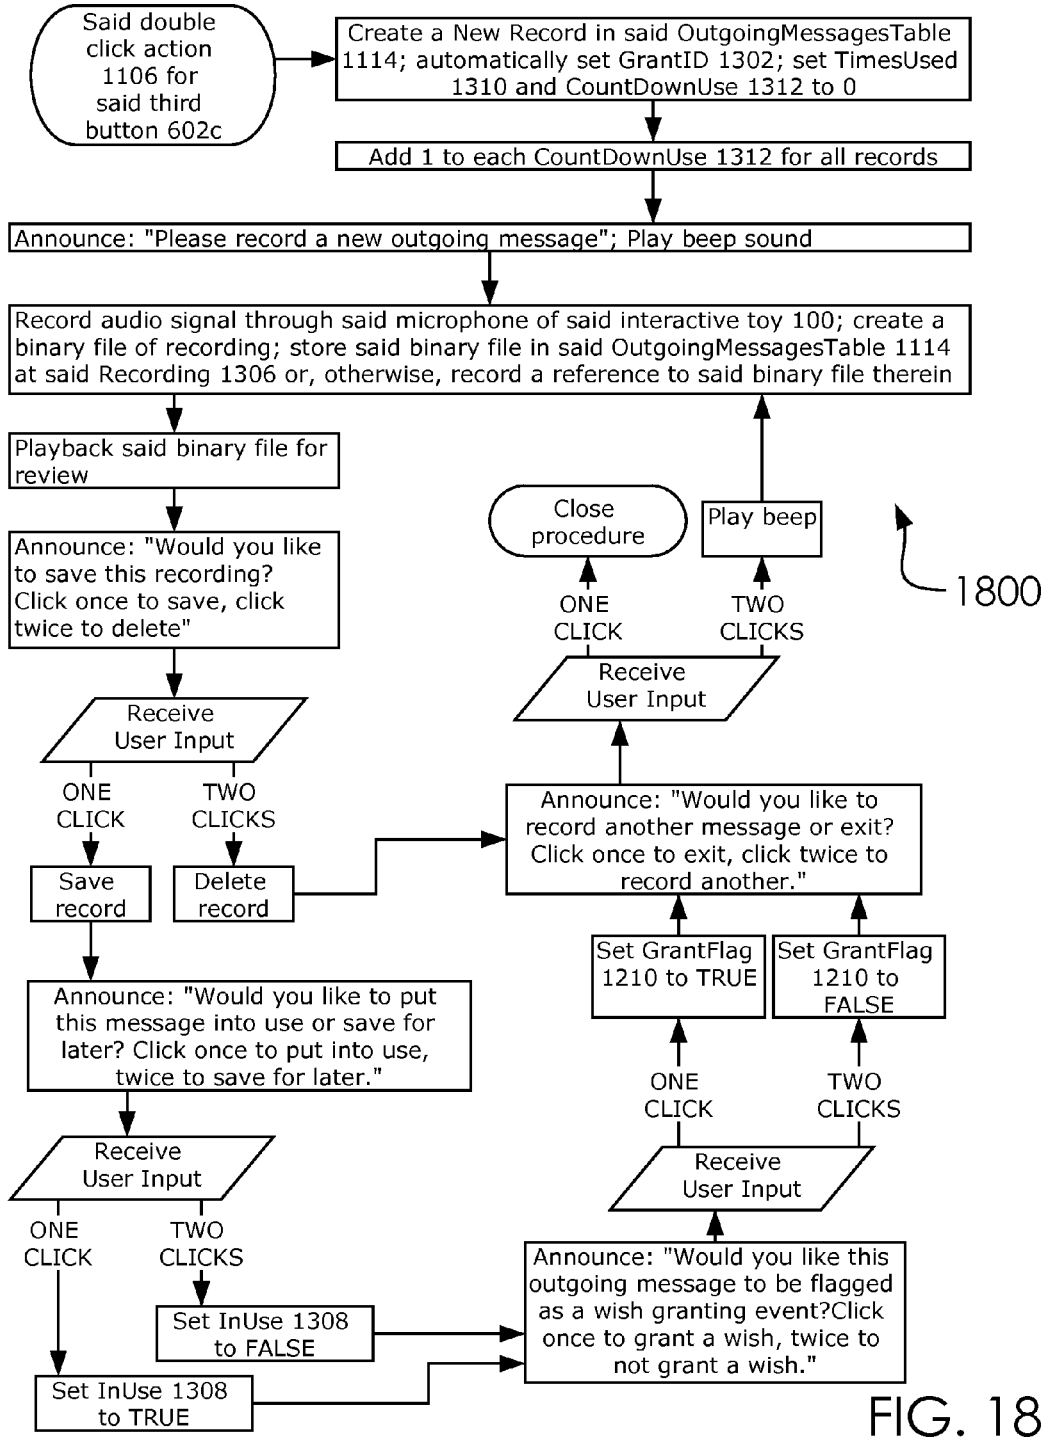 Said double
click action
1106 for
said third
button 602c
Create a New Record in said OutgoingMessagesTable
1114; automatically set GrantID 1302; set TimesUsed
1310 and CountDownUse 1312 to 0
Add 1 to each CountDownUse 1312 for all records
Announce: "Please record a new outgoing message"; Play beep sound
Record audio signal through said microphone of said interactive toy 100; create a
binary file of recording; store said binary file in said OutgoingMessagesTable 1114
at said Recording 1306 or, otherwise, record a reference to said binary file therein
Playback said binary file for
review
Announce: "Would you like
to save this recording?
Click once to save, click
twice to delete"
Receive
User Input
ONE
CLICK
TWO
CLICKS
Save
record
Delete
record
Announce: "Would you like to put
this message into use or save for
later? Click once to put into use,
twice to save for later."
Receive
User Input
ONE
CLICK
TWO
CLICKS
Set InUse 1308
to FALSE
Set InUse 1308
to TRUE
Close
procedure
Play beep
1800
ONE
CLICK
TWO
CLICKS
Receive
User Input
Announce: "Would you like to
record another message or exit?
Click once to exit, click twice to
record another."
Set GrantFlag
1210 to TRUE
Set GrantFlag
1210 to
FALSE
ONE
CLICK
TWO
CLICKS
Receive
User Input
Announce: "Would you like this
outgoing message to be flagged
as a wish granting event?Click
once to grant a wish, twice to
not grant a wish."
FIG. 18